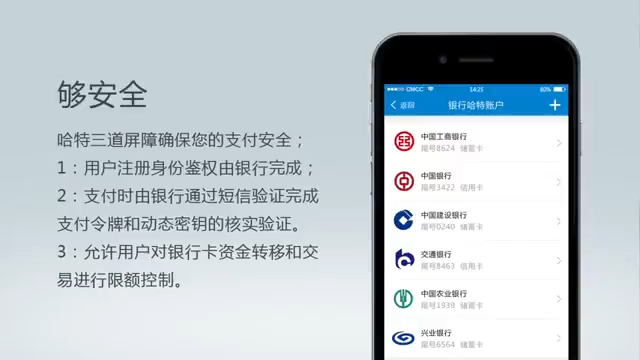 够安全
哈特三道屏障确保您的支付安全；
1：用户注册身份鉴权由银行完成；
2：支付时由银行通过短信验证完成
支付令牌和动态密钥的核实验证。
3：允许用户对银行卡资金转移和交
易进行限额控制。
CMCC 14:25 80%
返回 银行哈特账户
中国工商银行
尾号8624 储蓄卡
中国银行
尾号3422 信用卡
中国建设银行
尾号0240 储蓄卡
交通银行
尾号8463 信用卡
中国农业银行
尾号1939 储蓄卡
兴业银行
尾号6564 储蓄卡